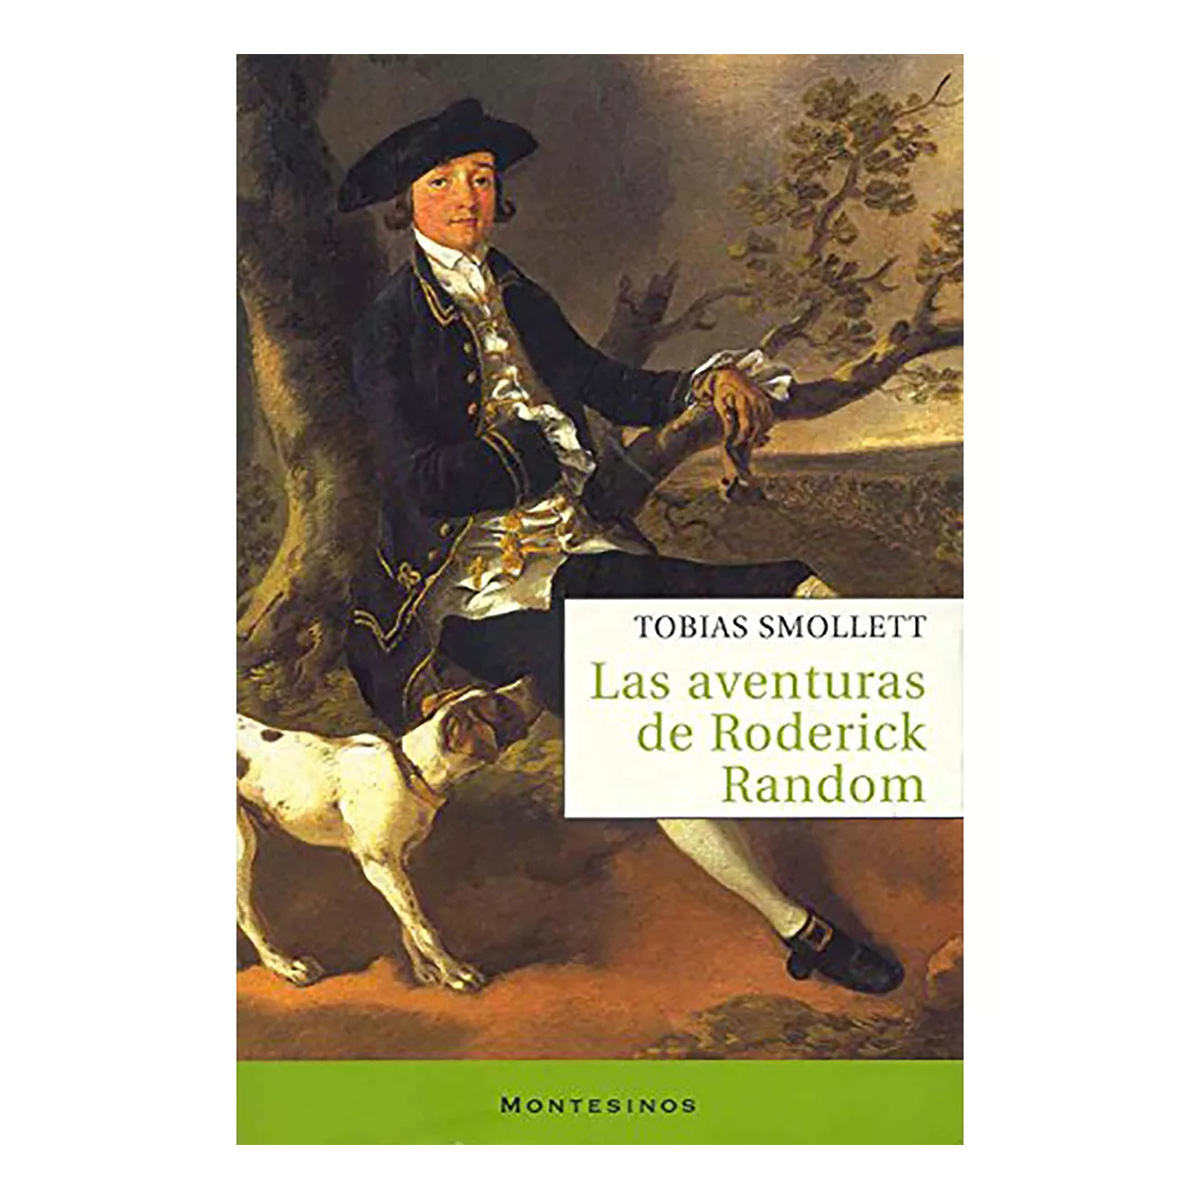 TOBIAS SMOLLETT
Las aventuras
de Roderick
Random
MONTESINOS